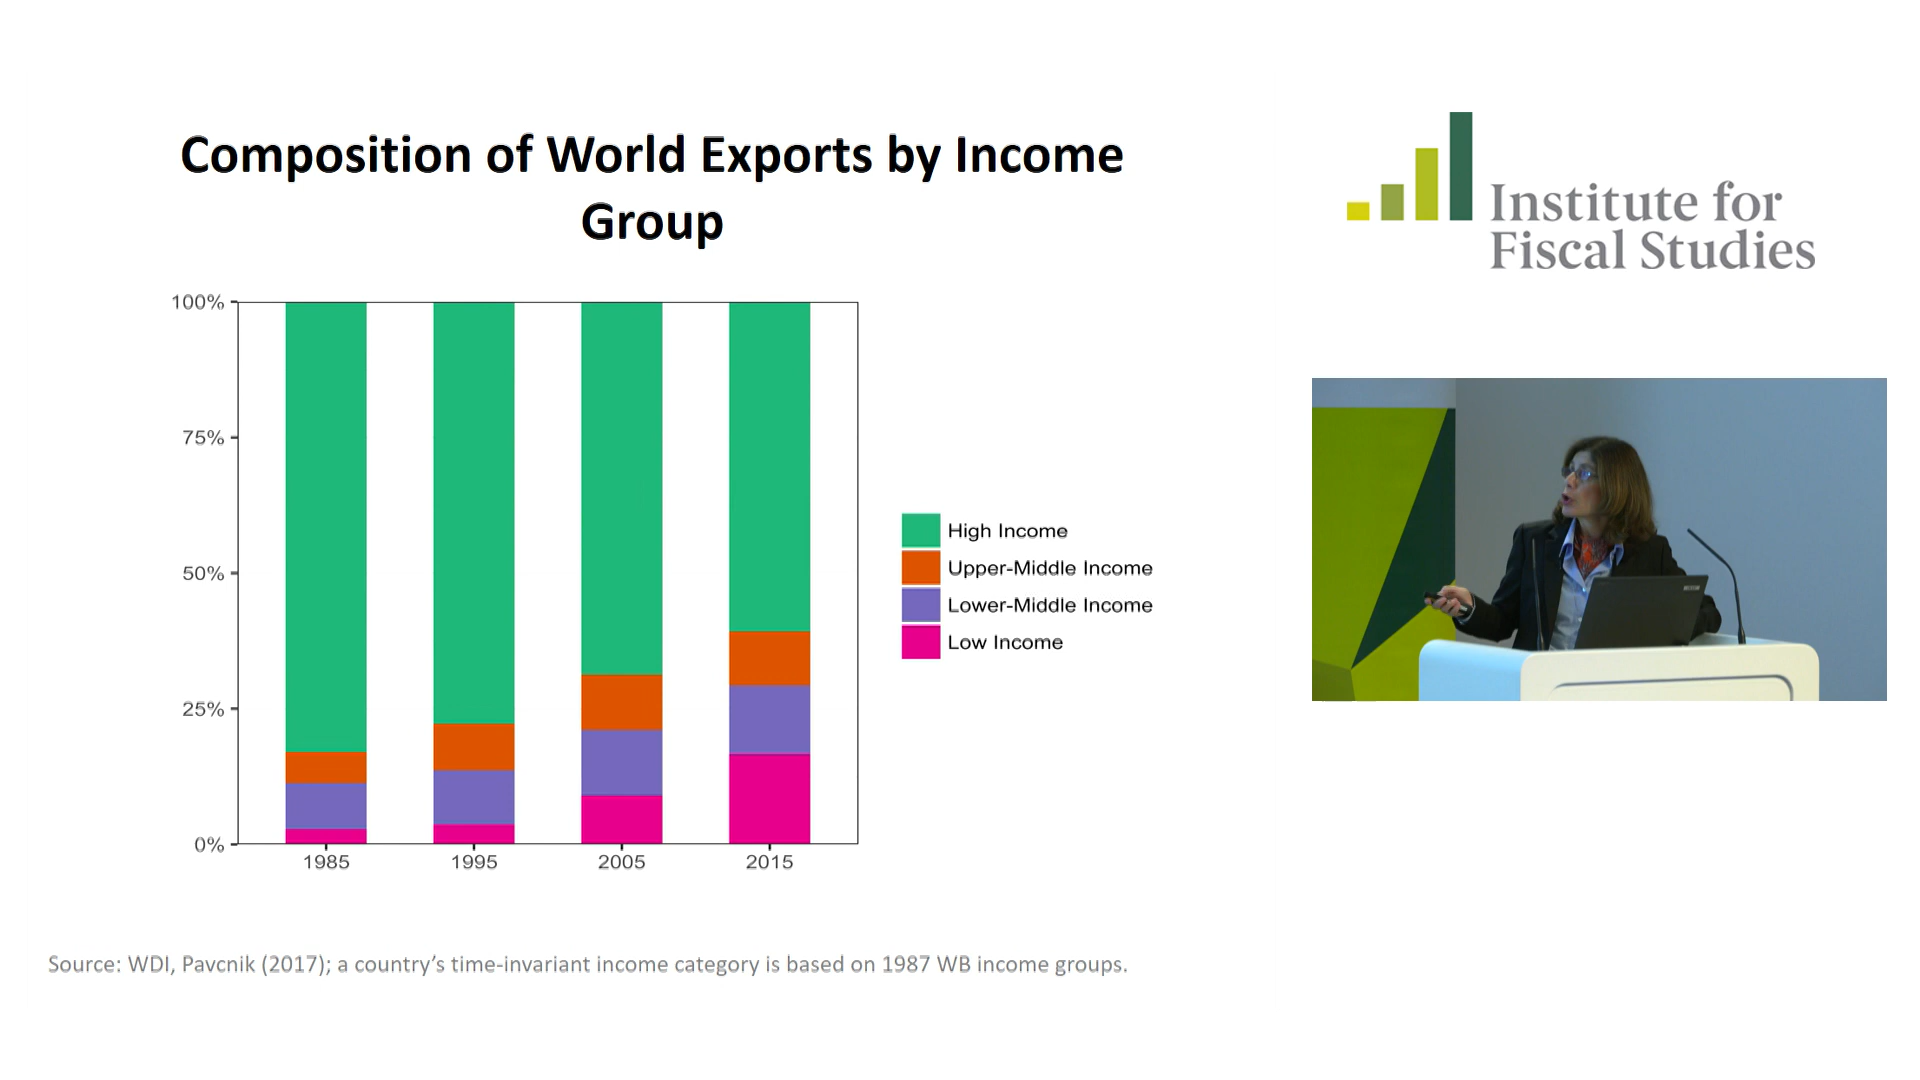 Composition of World Exports by Income
Group
Institute for
Fiscal Studies
100%
75%
50%
25%
0%
1985
1995
2005
2015
High Income
Upper-Middle Income
Lower-Middle Income
Low Income
Source: WDI, Pavcnik (2017); a country’s time-invariant income category is based on 1987 WB income groups.